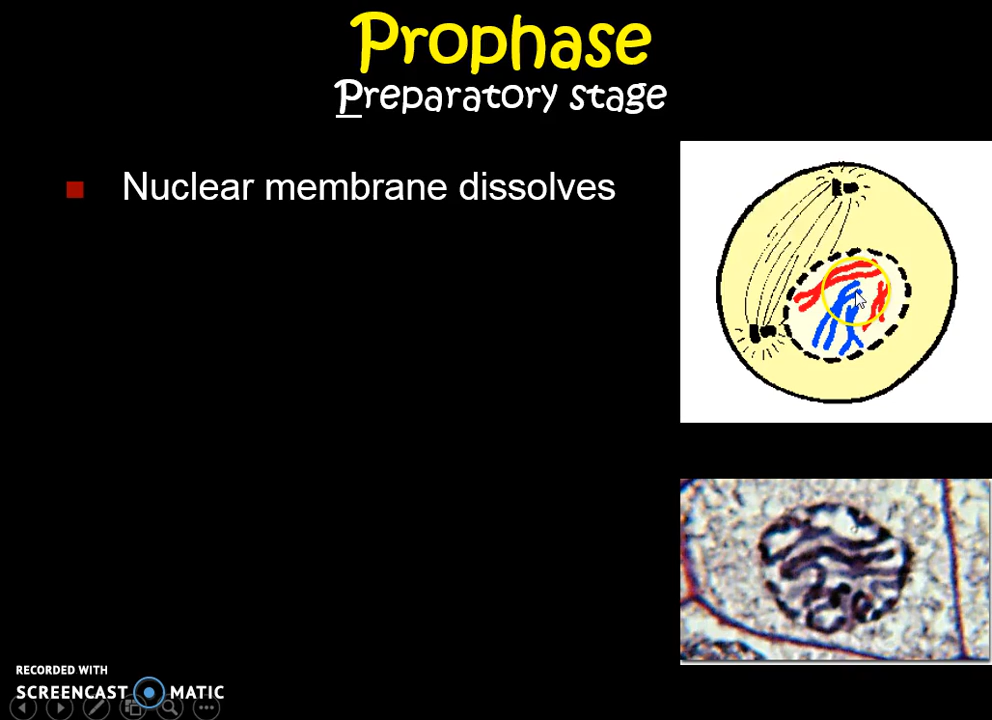 Prophase
Preparatory stage
Nuclear membrane dissolves
RECORDED WITH
SCREENCAST MATIC